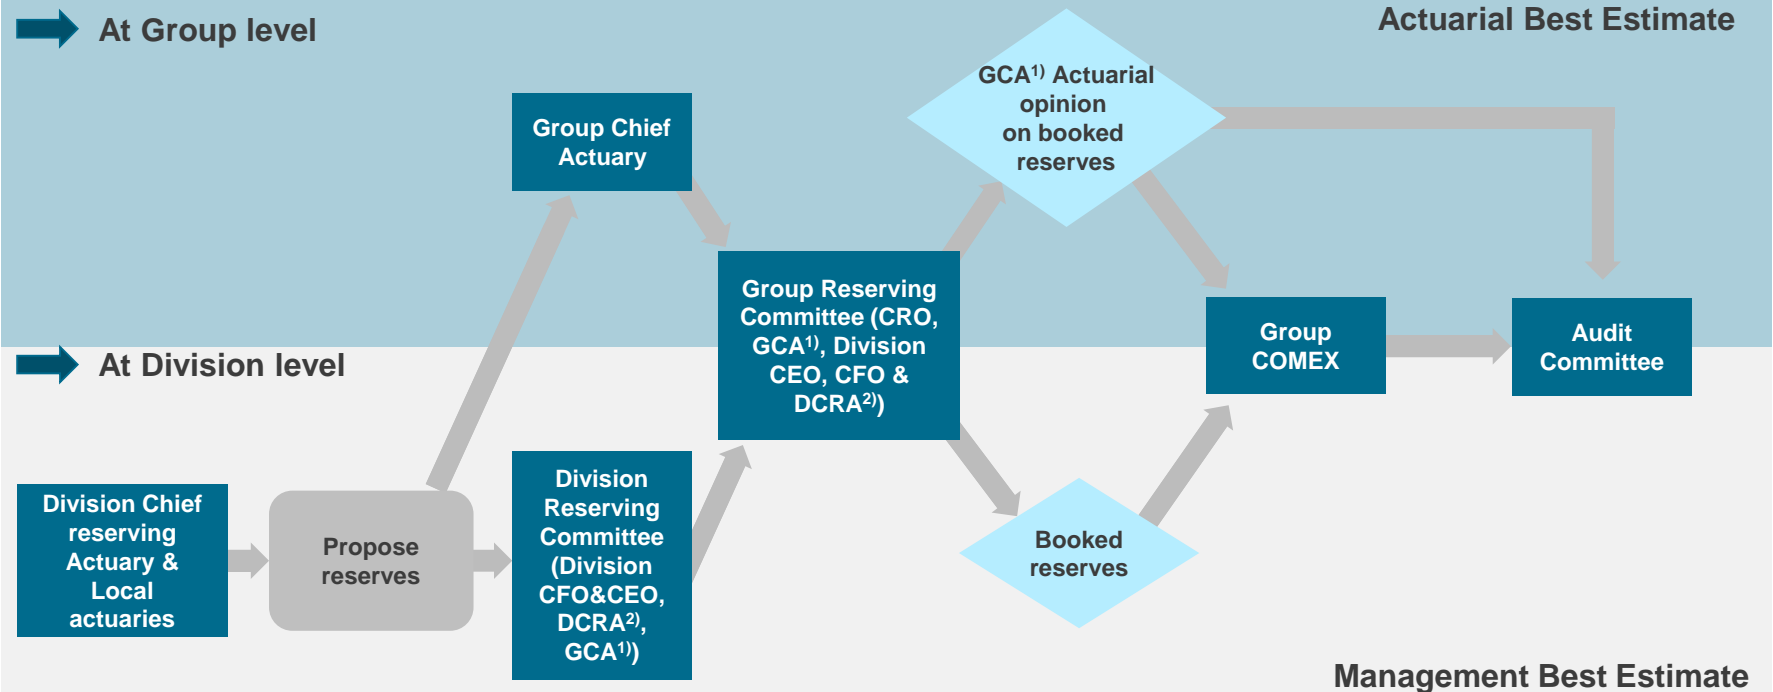 At Group level
Actuarial Best Estimate
GCA1) Actuarial
opinion
on booked
reserves
Group Chief
Actuary
Group Reserving
Committee (CRO,
GCA1), Division
CEO, CFO &
DCRA2))
Group
COMEX
Audit
Committee
At Division level
Division Chief
reserving
Actuary &
Local
actuaries
Propose
reserves
Division
Reserving
Committee
(Division
CFO&CEO,
DCRA2),
GCA1))
Booked
reserves
Management Best Estimate